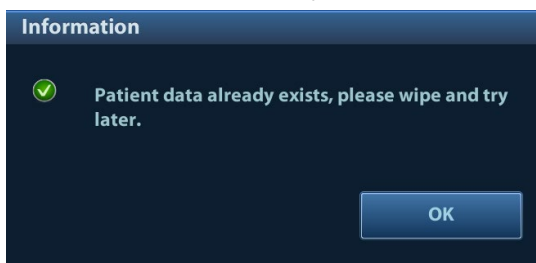 Information
Patient data already exists, please wipe and try
later.
OK